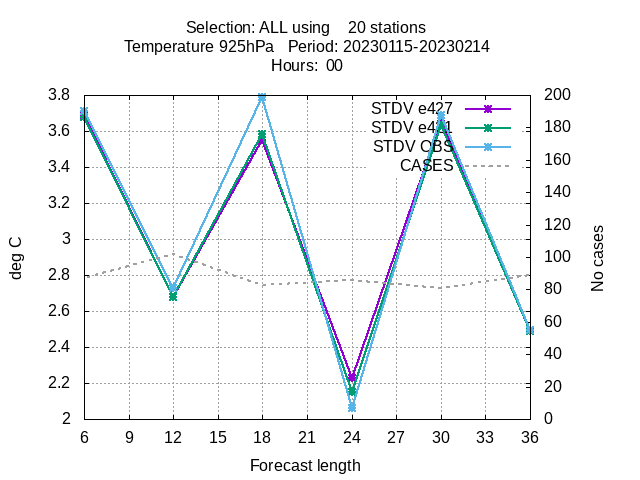 Selection: ALL using 20 stations
Temperature 925hPa Period: 20230115-20230214
Hours: 00
3.8
3.6
3.4
3.2
3
2.8
2.6
2.4
2.2
2
deg C
STDV e427
STDV e421
STDV OBS
CASES
200
180
160
140
120
100
80
60
40
20
0
No cases
6 9 12 15 18 21 24 27 30 33 36
Forecast length